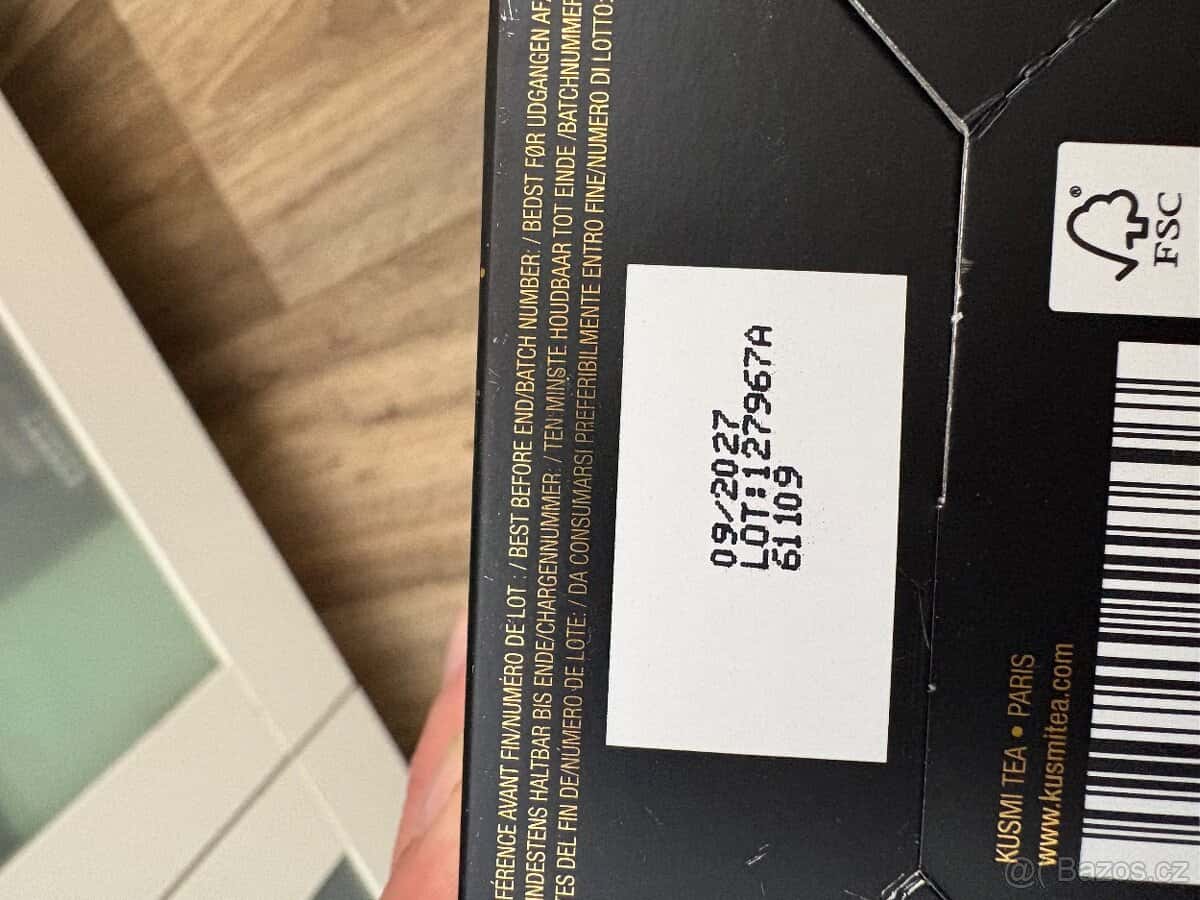 FÉRENCE AVANT FIN/NUMÉRO DE LOT : / BEST BEFORE END/BATCH NUMBER: / BEDST FØR UDGANGEN AF/
INDESTENS HALTBAR BIS ENDE/CHARGENNUMMER: / TEN MINSTE HOUDBAAR TOT EINDE /BATCHNUMMER
TES DEL FIN DE/NÚMERO DE LOTE: / DA CONSUMARSI PREFERIBILMENTE ENTRO FINE/NUMERO DI LOTTO:
09/2027
LOT:127967A
61109
FSC
®
KUSMI TEA • PARIS
www.kusmitea.com
Bazos.cz